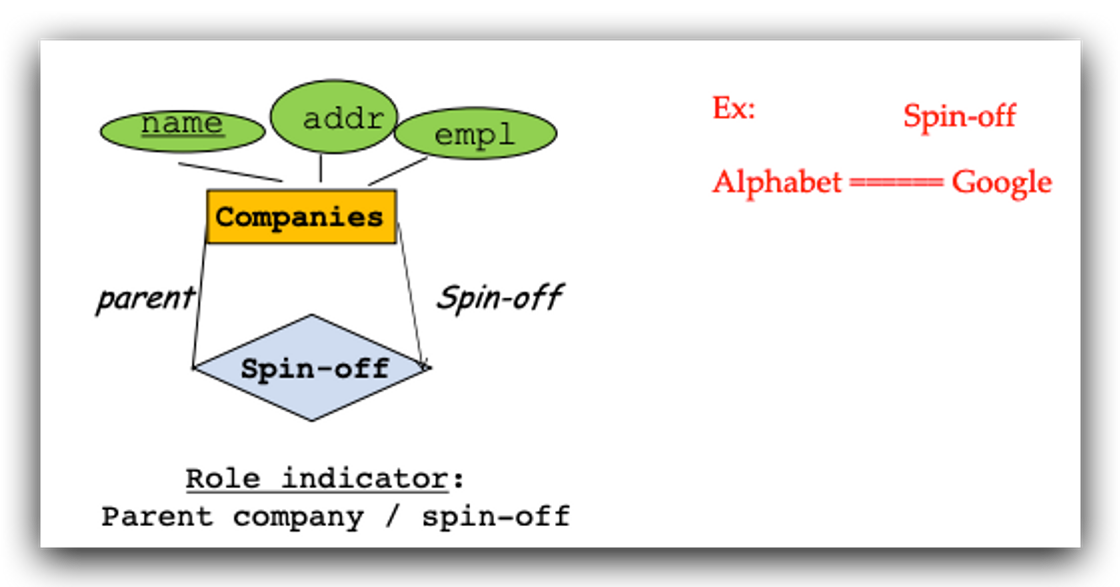 name
addr
empl
Companies
parent
Spin-off
Spin-off
Role indicator:
Parent company / spin-off
Ex:
Spin-off
Alphabet ====== Google